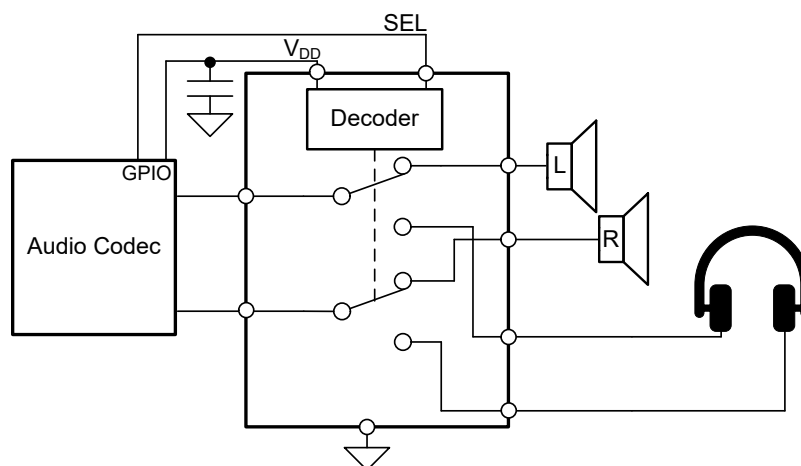 SEL
V_DD
Decoder
GPIO
L
Audio Codec
R